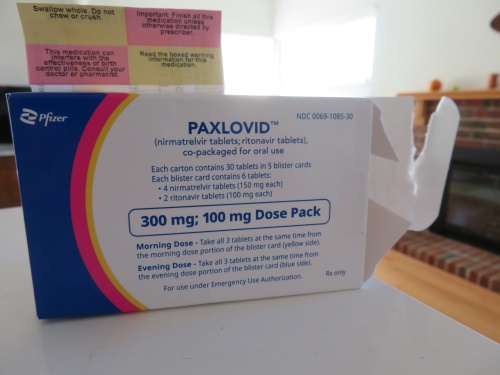 Swallow whole. Do not
chew or crush.
Important: Finish all this
medication unless
otherwise directed by
prescriber.
This medication can
interfere with the
effectiveness of birth
control pills. Consult your
doctor or pharmacist.
Read the boxed warning
information for this
medication.
Pfizer
NDC 0069-1085-30
PAXLOVID™
(nirmatrelvir tablets; ritonavir tablets),
co-packaged for oral use
Each carton contains 30 tablets in 5 blister cards
Each blister card contains 6 tablets:
• 4 nirmatrelvir tablets (150 mg each)
• 2 ritonavir tablets (100 mg each)
300 mg; 100 mg Dose Pack
Morning Dose - Take all 3 tablets at the same time from
the morning dose portion of the blister card (yellow side).
Evening Dose - Take all 3 tablets at the same time from
the evening dose portion of the blister card (blue side).
For use under Emergency Use Authorization.
Rx only